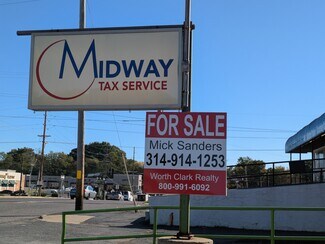 MIDWAY
TAX SERVICE
FOR SALE
Mick Sanders
314-914-1253
Worth Clark Realty
800-991-6092